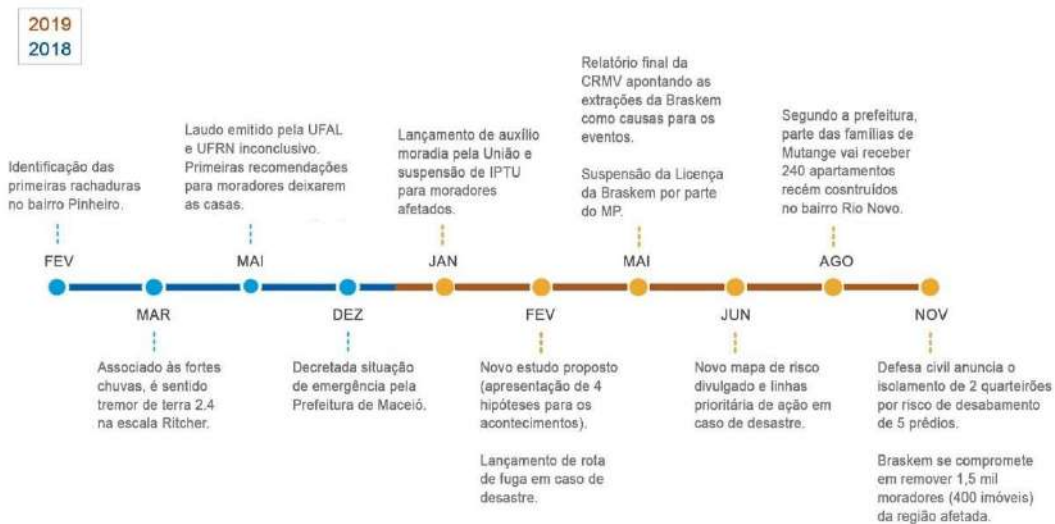 2019
2018
Identificação das
primeiras rachaduras
no bairro Pinheiro.
FEV
MAR
Associado às fortes
chuvas, é sentido
tremor de terra 2.4
na escala Ritcher.
Laudo emitido pela UFAL
e UFRN inconclusivo.
Primeiras recomendações
para moradores deixarem
as casas.
MAI
DEZ
Decretada situação
de emergência pela
Prefeitura de Maceió.
Lançamento de auxílio
moradia pela União e
suspensão de IPTU
para moradores
afetados.
JAN
FEV
Novo estudo proposto
(apresentação de 4
hipóteses para os
acontecimentos).
Lançamento de rota
de fuga em caso de
desastre.
Relatório final da
CRMV apontando as
extrações da Braskem
como causas para os
eventos.
Suspensão da Licença
da Braskem por parte
do MP.
MAI
JUN
Novo mapa de risco
divulgado e linhas
prioritária de ação em
caso de desastre.
Segundo a prefeitura,
parte das famílias de
Mutange vai receber
240 apartamentos
recém cosntruídos
no bairro Rio Novo.
AGO
NOV
Defesa civil anuncia o
isolamento de 2 quarteirões
por risco de desabamento
de 5 prédios.
Braskem se compromete
em remover 1,5 mil
moradores (400 imóveis)
da região afetada.